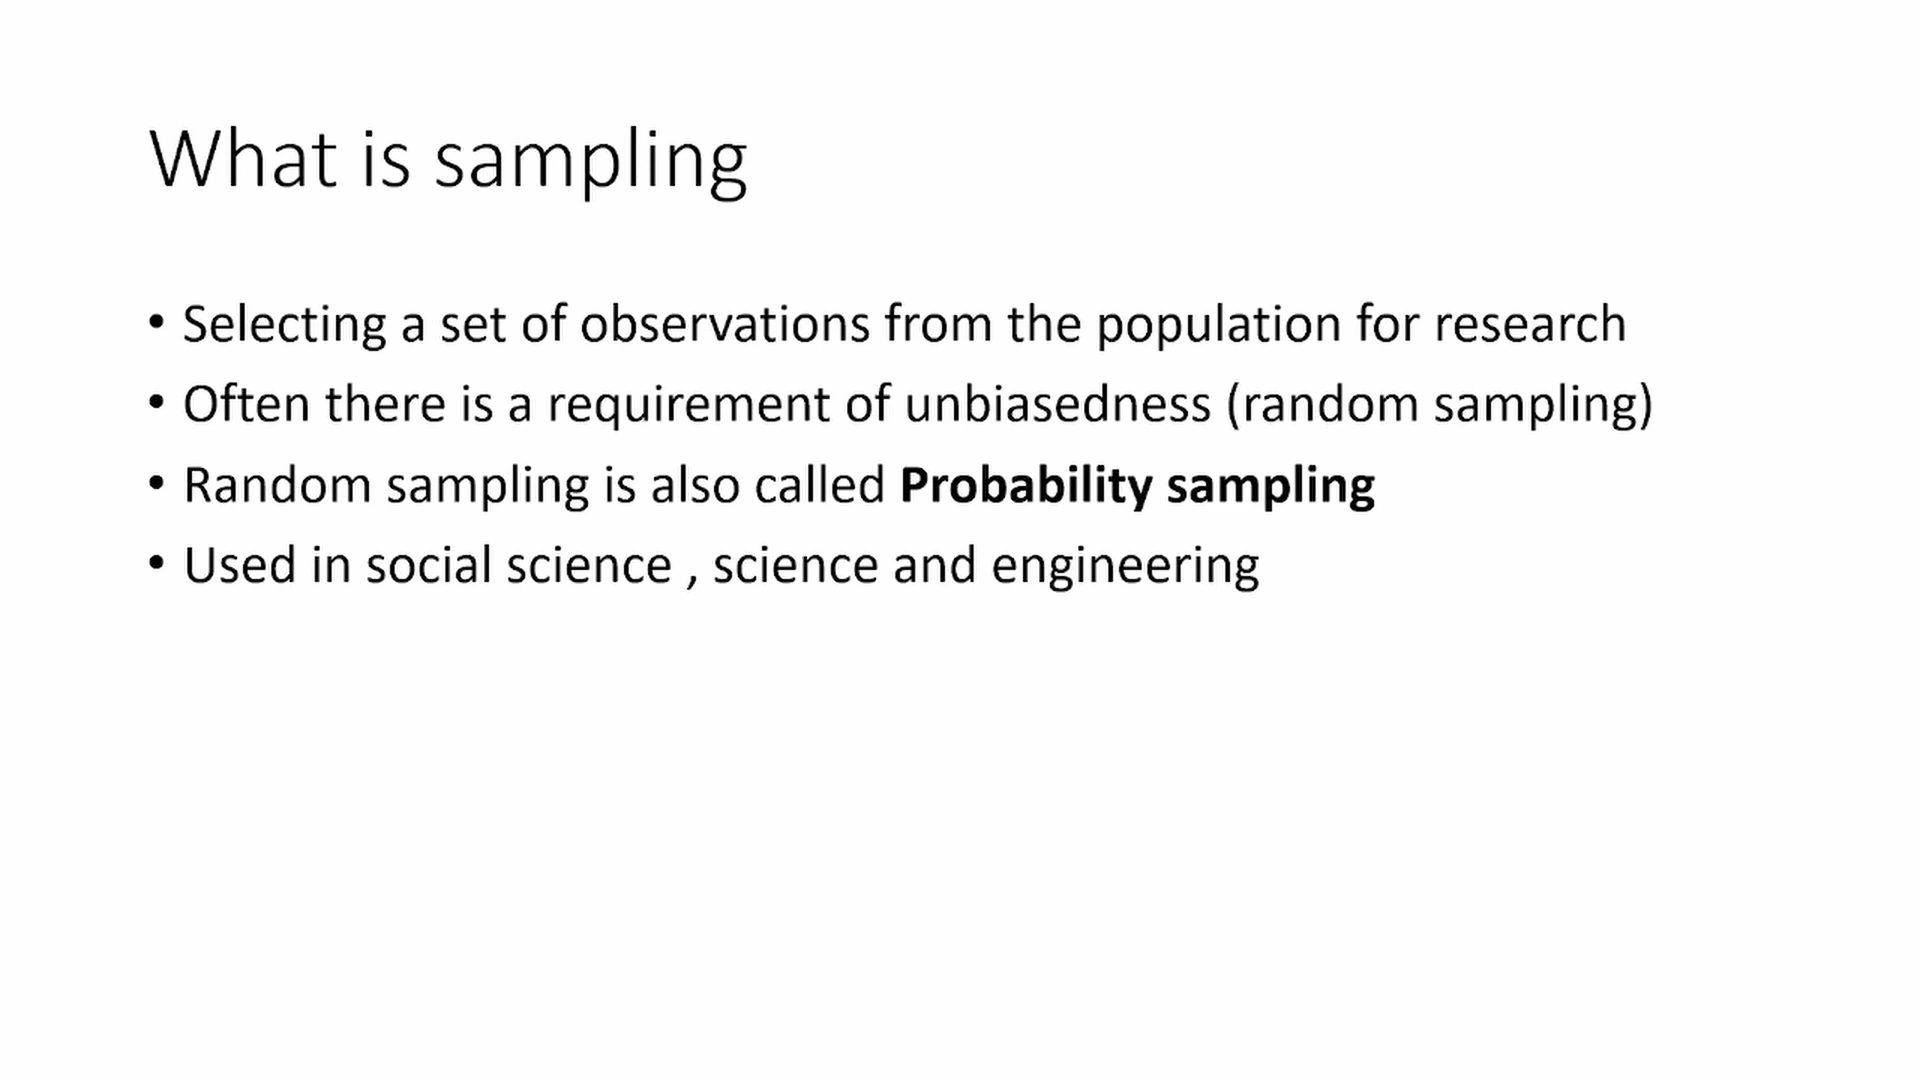 What is sampling
• Selecting a set of observations from the population for research
• Often there is a requirement of unbiasedness (random sampling)
• Random sampling is also called Probability sampling
• Used in social science , science and engineering